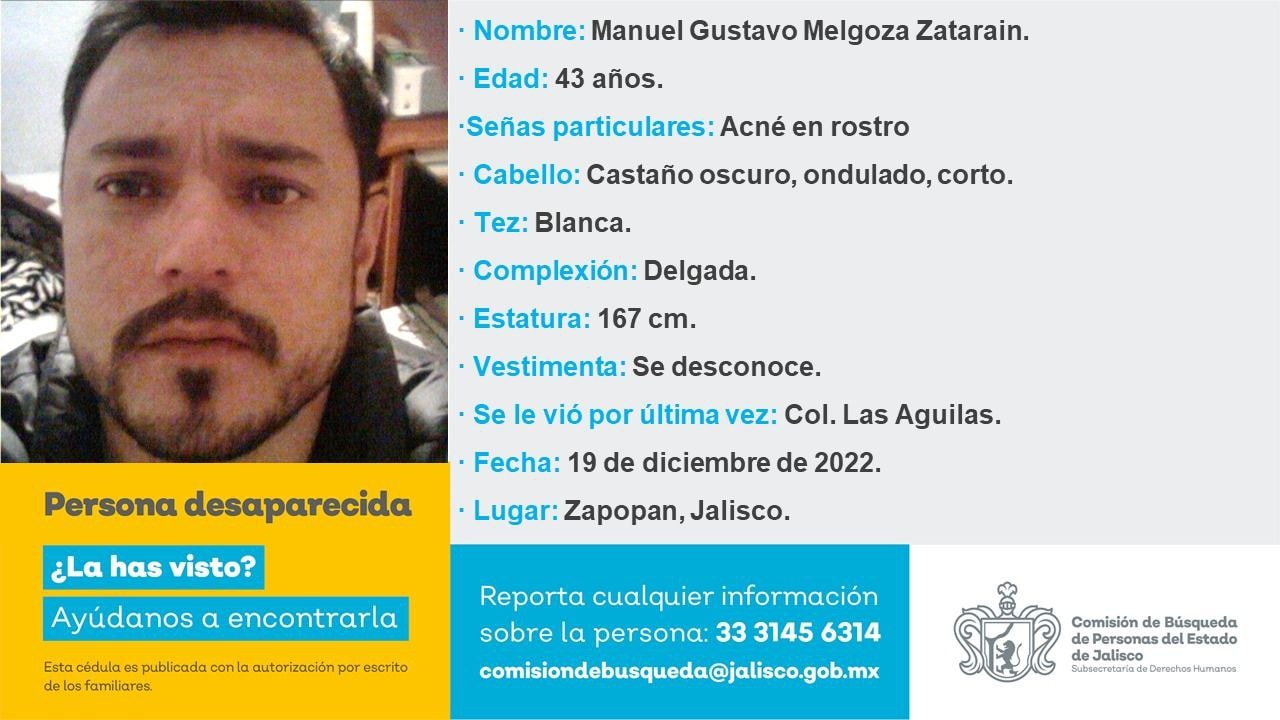 · Nombre: Manuel Gustavo Melgoza Zatarain.
· Edad: 43 años.
·Señas particulares: Acné en rostro
· Cabello: Castaño oscuro, ondulado, corto.
· Tez: Blanca.
· Complexión: Delgada.
· Estatura: 167 cm.
· Vestimenta: Se desconoce.
· Se le vió por última vez: Col. Las Aguilas.
· Fecha: 19 de diciembre de 2022.
· Lugar: Zapopan, Jalisco.
Persona desaparecida
¿La has visto?
Ayúdanos a encontrarla
Esta cédula es publicada con la autorización por escrito
de los familiares.
Reporta cualquier información
sobre la persona: 33 3145 6314
comisiondebusqueda@jalisco.gob.mx
Comisión de Búsqueda
de Personas del Estado
de Jalisco
Subsecretaría de Derechos Humanos